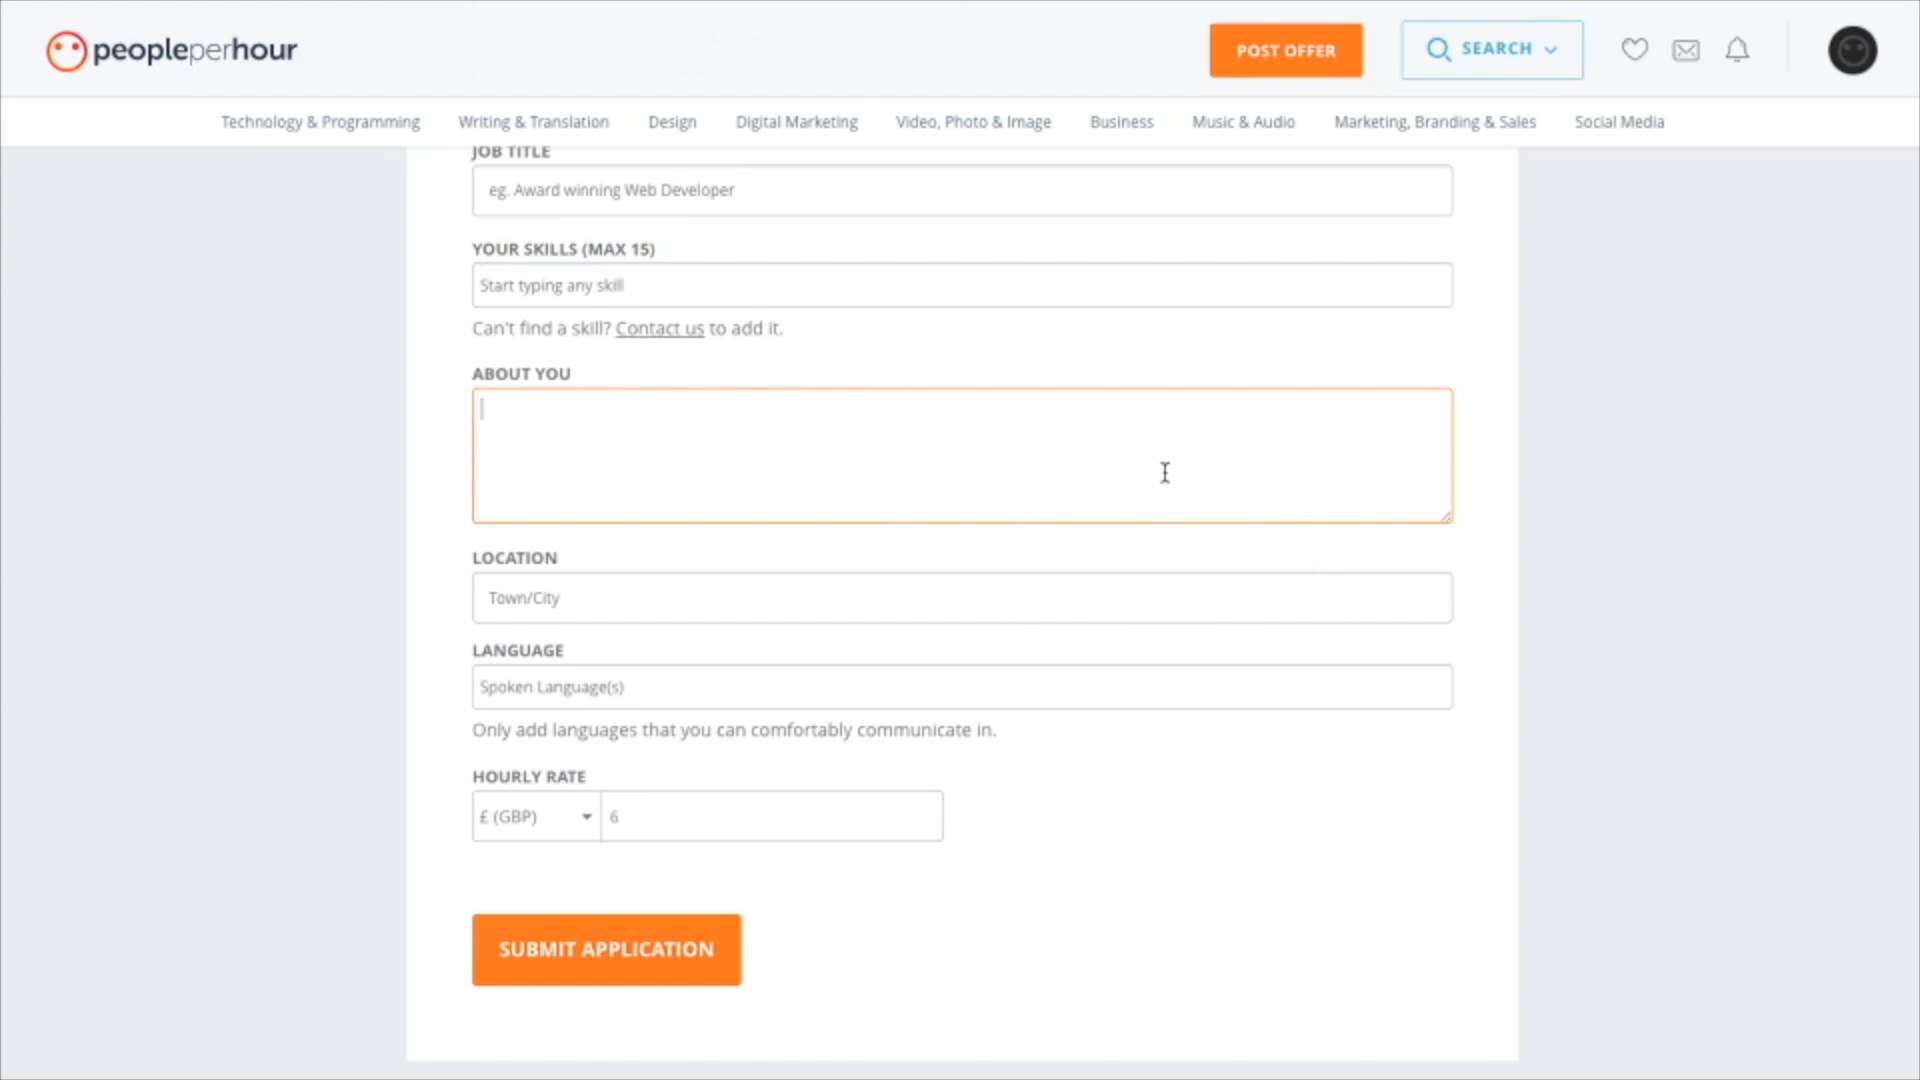 peopleperhour
POST OFFER
SEARCH
Technology & Programming Writing & Translation Design Digital Marketing Video, Photo & Image Business Music & Audio Marketing, Branding & Sales Social Media
JOB TITLE
eg. Award winning Web Developer
YOUR SKILLS (MAX 15)
Start typing any skill
Can't find a skill? Contact us to add it.
ABOUT YOU
LOCATION
Town/City
LANGUAGE
Spoken Language(s)
Only add languages that you can comfortably communicate in.
HOURLY RATE
£ (GBP) 6
SUBMIT APPLICATION